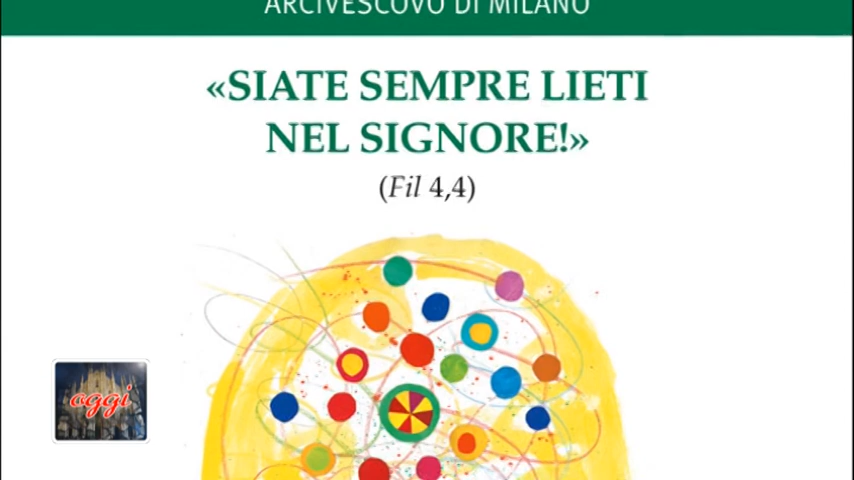 ARCIVESCOVO DI MILANO
«SIATE SEMPRE LIETI
NEL SIGNORE!»
(Fil 4,4)
oggi